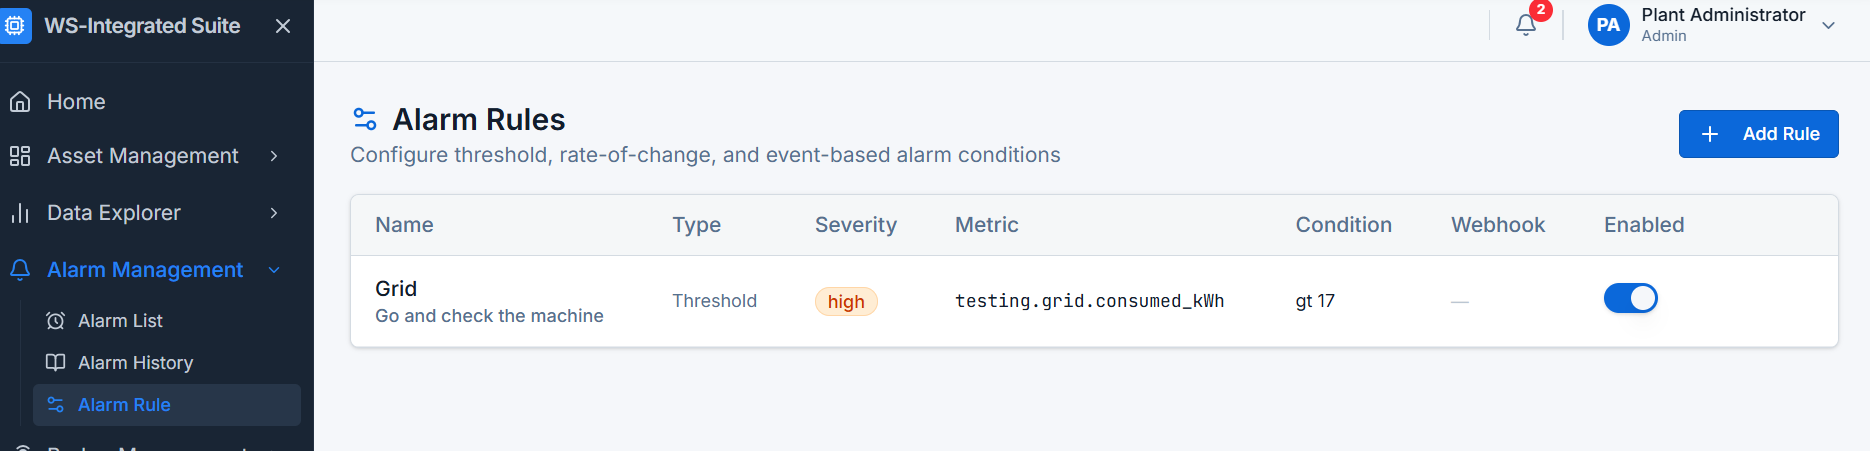 WS-Integrated Suite
2
PA
Plant Administrator
Admin
Home
Asset Management
Data Explorer
Alarm Management
Alarm List
Alarm History
Alarm Rule
Alarm Rules
Configure threshold, rate-of-change, and event-based alarm conditions
Add Rule
Name Type Severity Metric Condition Webhook Enabled
Grid
Go and check the machine
Threshold high testing.grid.consumed_kWh gt 17 —